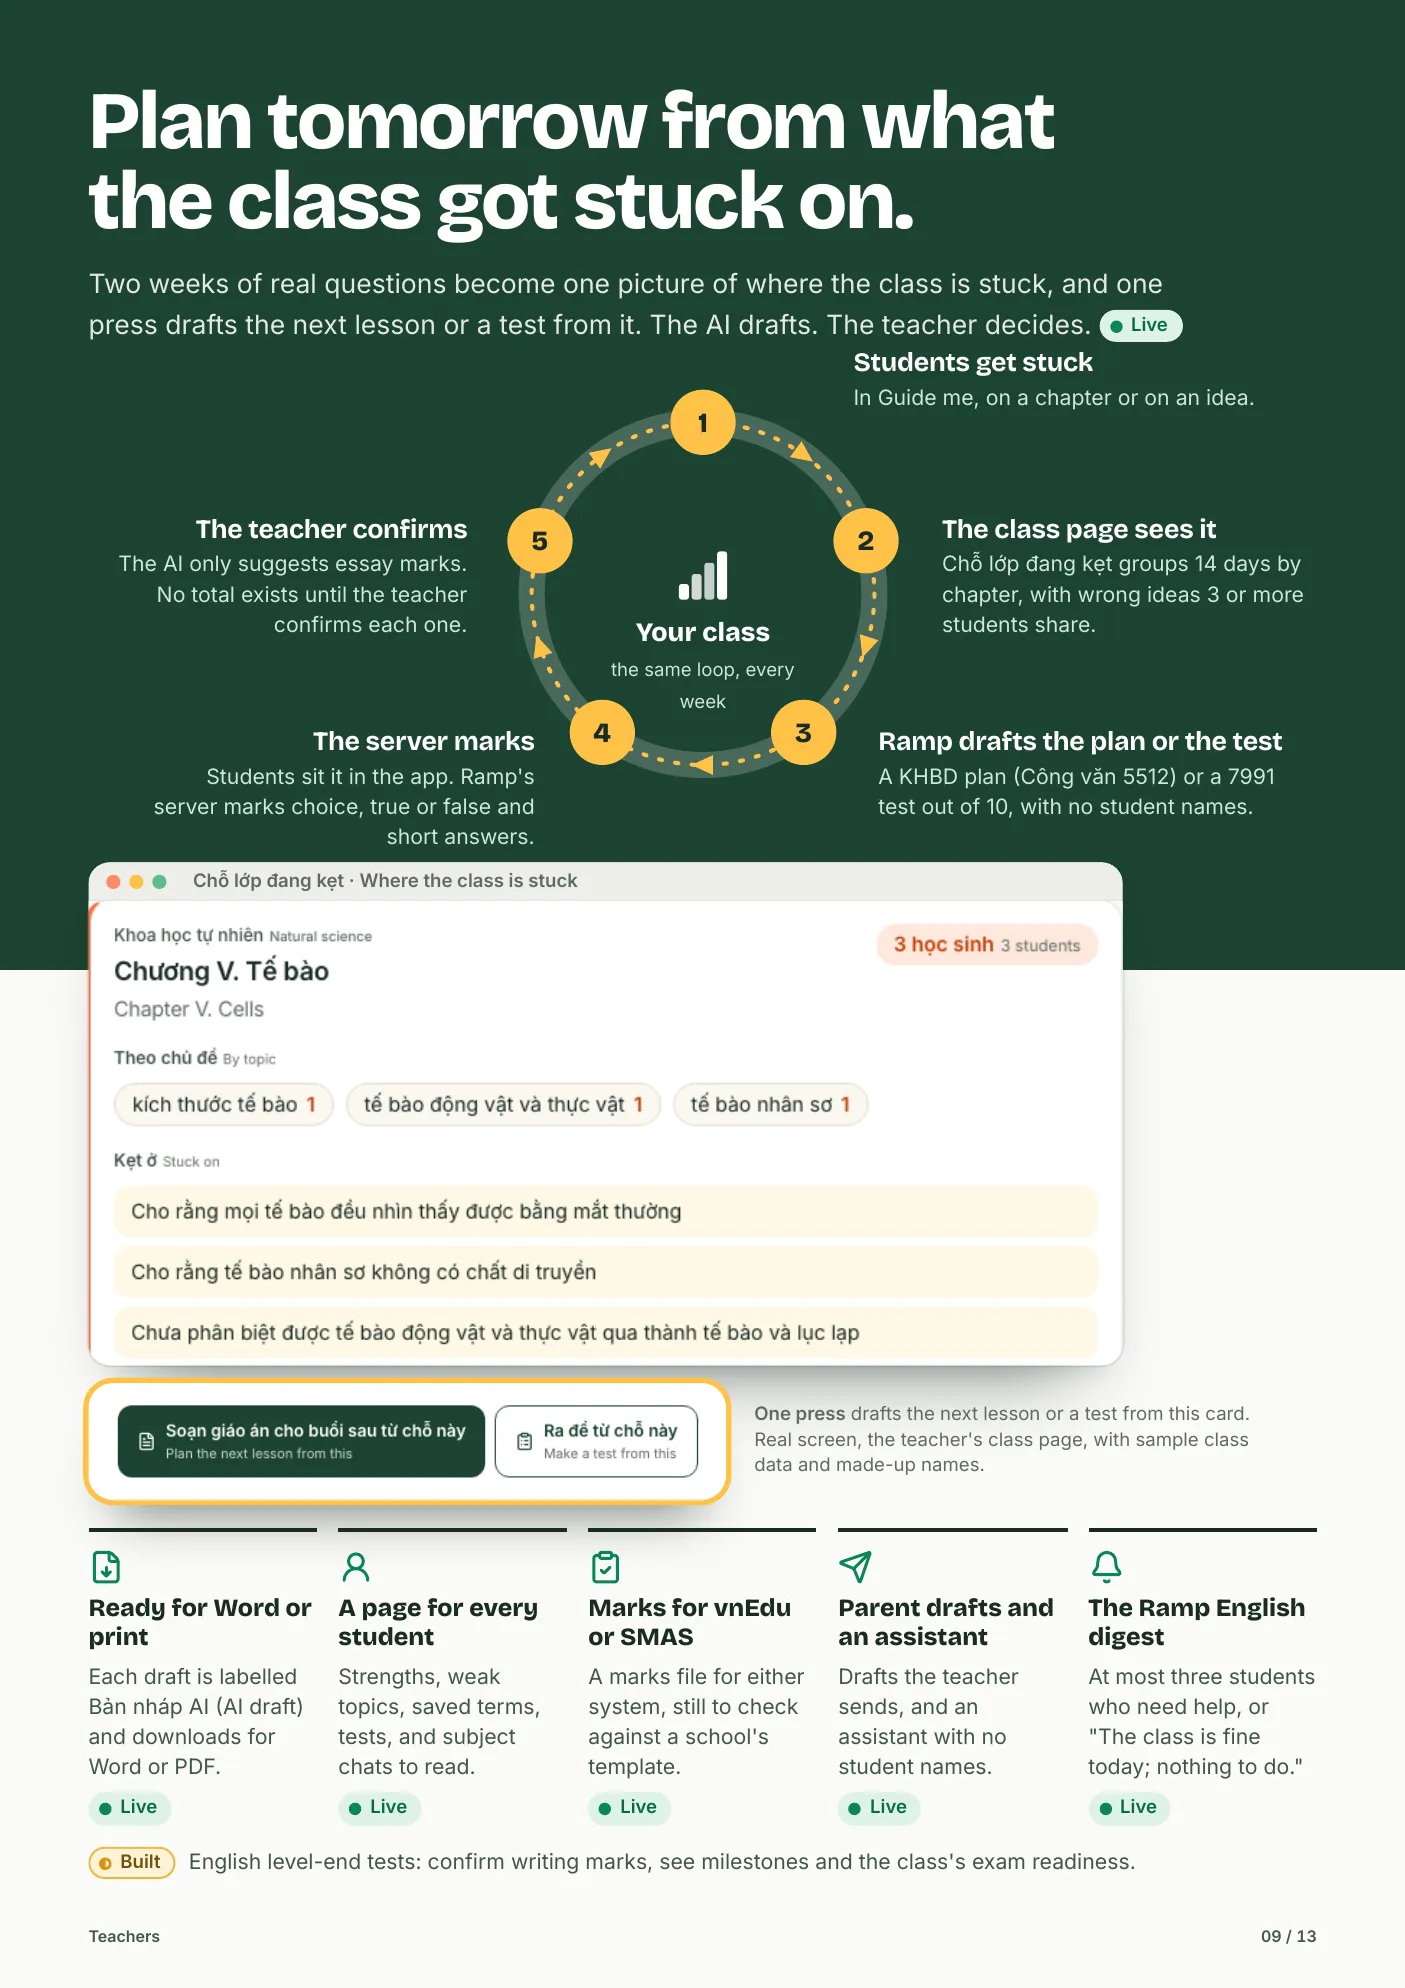 Plan tomorrow from what
the class got stuck on.
Two weeks of real questions become one picture of where the class is stuck, and one
press drafts the next lesson or a test from it. The AI drafts. The teacher decides. Live
1
Students get stuck
In Guide me, on a chapter or on an idea.
2
The class page sees it
Chỗ lớp đang kẹt groups 14 days by
chapter, with wrong ideas 3 or more
students share.
3
Ramp drafts the plan or the test
A KHBD plan (Công văn 5512) or a 7991
test out of 10, with no student names.
4
The server marks
Students sit it in the app. Ramp's
server marks choice, true or false and
short answers.
5
The teacher confirms
The AI only suggests essay marks.
No total exists until the teacher
confirms each one.
Your class
the same loop, every
week
Chỗ lớp đang kẹt · Where the class is stuck
Khoa học tự nhiên Natural science
3 học sinh 3 students
Chương V. Tế bào
Chapter V. Cells
Theo chủ đề By topic
kích thước tế bào 1
tế bào động vật và thực vật 1
tế bào nhân sơ 1
Kẹt ở Stuck on
Cho rằng mọi tế bào đều nhìn thấy được bằng mắt thường
Cho rằng tế bào nhân sơ không có chất di truyền
Chưa phân biệt được tế bào động vật và thực vật qua thành tế bào và lục lạp
Soạn giáo án cho buổi sau từ chỗ này
Plan the next lesson from this
Ra đề từ chỗ này
Make a test from this
One press drafts the next lesson or a test from this card.
Real screen, the teacher's class page, with sample class
data and made-up names.
Ready for Word or
print
Each draft is labelled
Bản nháp AI (AI draft)
and downloads for
Word or PDF.
Live
A page for every
student
Strengths, weak
topics, saved terms,
tests, and subject
chats to read.
Live
Marks for vnEdu
or SMAS
A marks file for either
system, still to check
against a school's
template.
Live
Parent drafts and
an assistant
Drafts the teacher
sends, and an
assistant with no
student names.
Live
The Ramp English
digest
At most three students
who need help, or
"The class is fine
today; nothing to do."
Live
Built English level-end tests: confirm writing marks, see milestones and the class's exam readiness.
Teachers
09 / 13